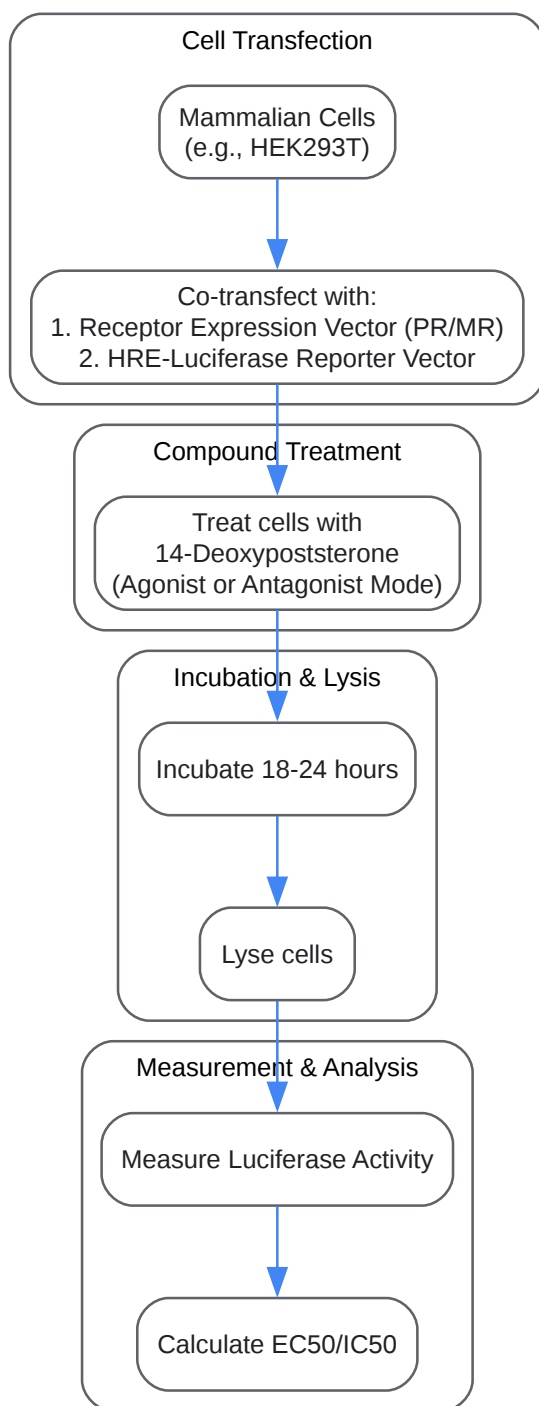 Cell Transfection
Mammalian Cells
(e.g., HEK293T)
Co-transfect with:
1. Receptor Expression Vector (PR/MR)
2. HRE-Luciferase Reporter Vector
Compound Treatment
Treat cells with
14-Deoxypoststerone
(Agonist or Antagonist Mode)
Incubation & Lysis
Incubate 18-24 hours
Lyse cells
Measurement & Analysis
Measure Luciferase Activity
Calculate EC50/IC50